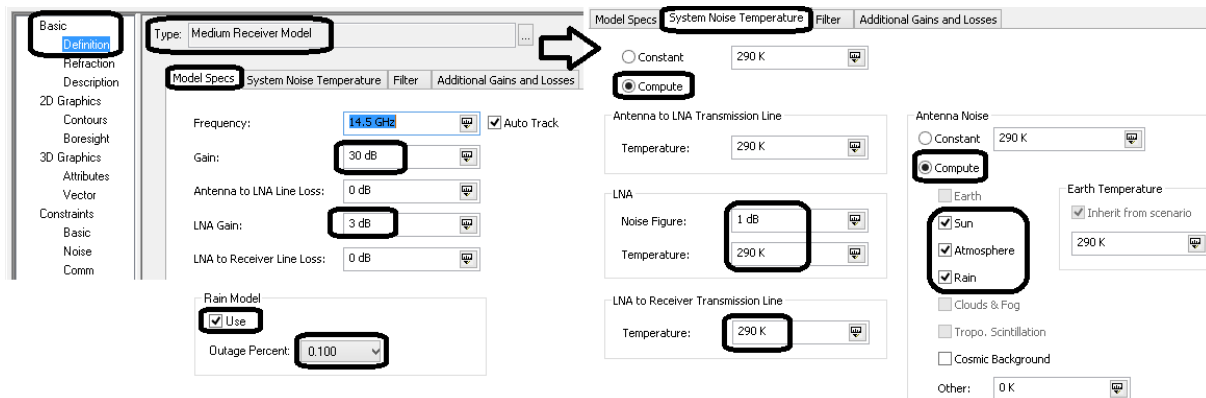 Basic
Definition
Refraction
Description
2D Graphics
Contours
Boresight
3D Graphics
Attributes
Vector
Constraints
Basic
Noise
Comm
Type: Medium Receiver Model ...
Model Specs System Noise Temperature Filter Additional Gains and Losses
Frequency: 14.5 GHz Auto Track
Gain: 30 dB
Antenna to LNA Line Loss: 0 dB
LNA Gain: 3 dB
LNA to Receiver Line Loss: 0 dB
Rain Model
Use
Outage Percent: 0.100
Model Specs System Noise Temperature Filter Additional Gains and Losses
Constant 290 K
Compute
Antenna to LNA Transmission Line
Temperature: 290 K
LNA
Noise Figure: 1 dB
Temperature: 290 K
LNA to Receiver Transmission Line
Temperature: 290 K
Antenna Noise
Constant 290 K
Compute
Earth
Sun
Atmosphere
Rain
Clouds & Fog
Tropo. Scintillation
Cosmic Background
Other: 0 K
Earth Temperature
Inherit from scenario
290 K